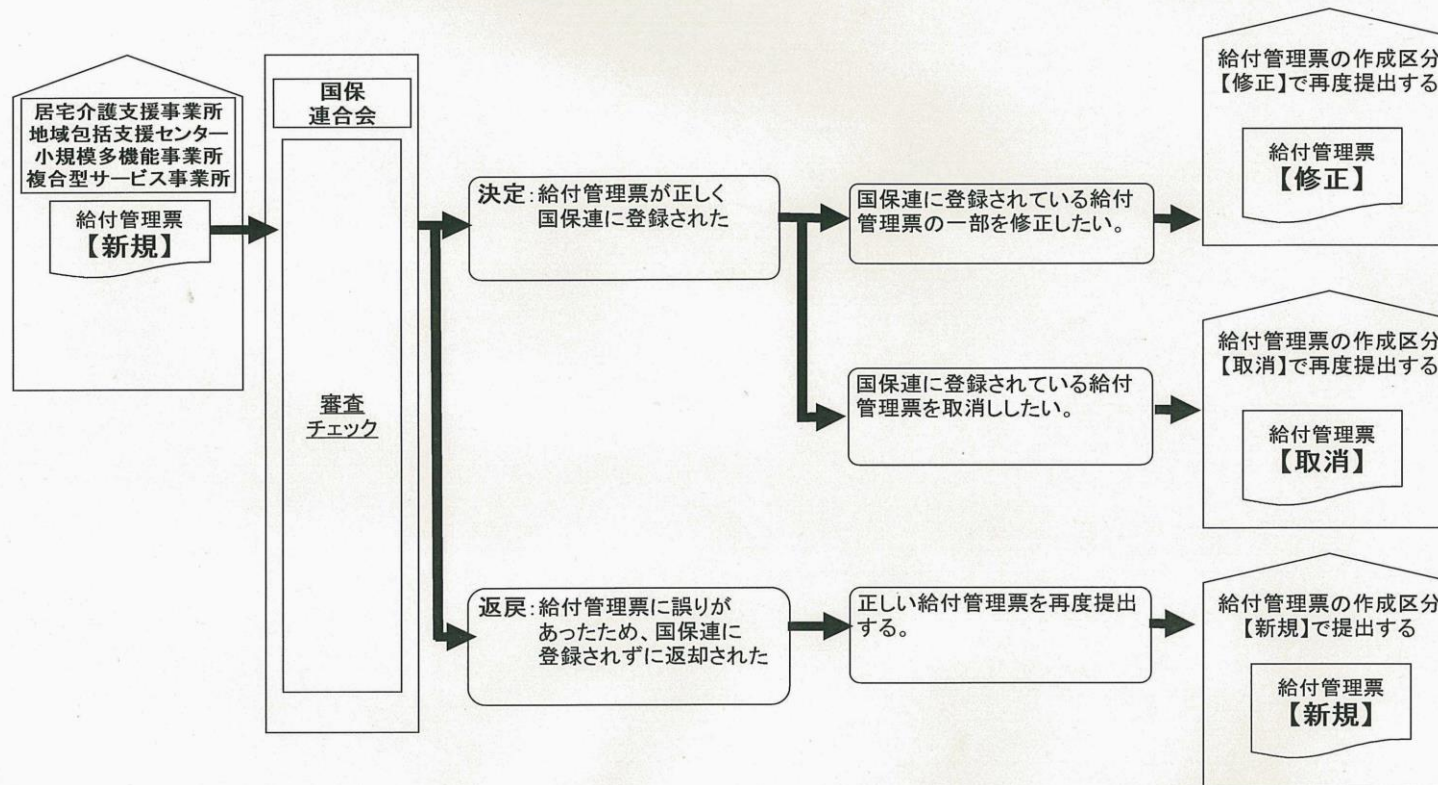 居宅介護支援事業所
地域包括支援センター
小規模多機能事業所
複合型サービス事業所
給付管理票
【新規】
国保
連合会
審査
チェック
決定:給付管理票が正しく
国保連に登録された
返戻:給付管理票に誤りが
あったため、国保連に
登録されずに返却された
国保連に登録されている給付
管理票の一部を修正したい。
国保連に登録されている給付
管理票を取消ししたい。
正しい給付管理票を再度提出
する。
給付管理票の作成区分
【修正】で再度提出する
給付管理票
【修正】
給付管理票の作成区分
【取消】で再度提出する
給付管理票
【取消】
給付管理票の作成区分
【新規】で提出する
給付管理票
【新規】